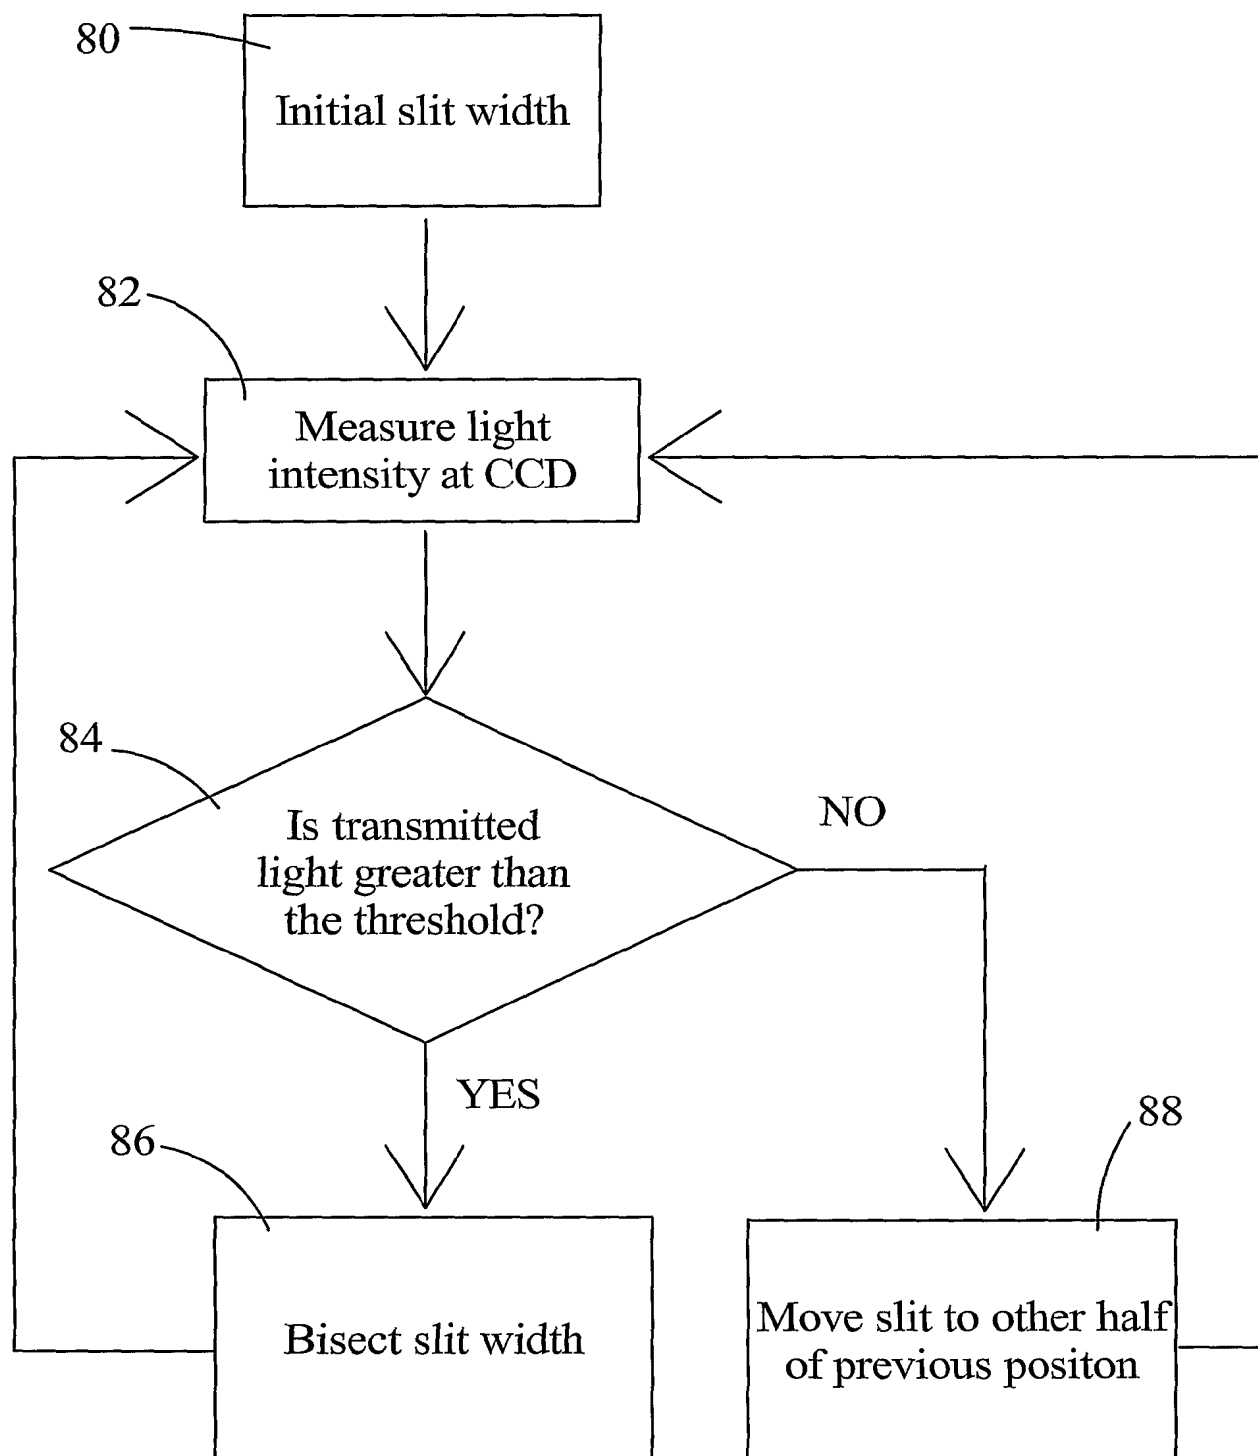 80
Initial slit width
82
Measure light
intensity at CCD
84
Is transmitted
light greater than
the threshold?
NO
YES
86
88
Bisect slit width
Move slit to other half
of previous positon